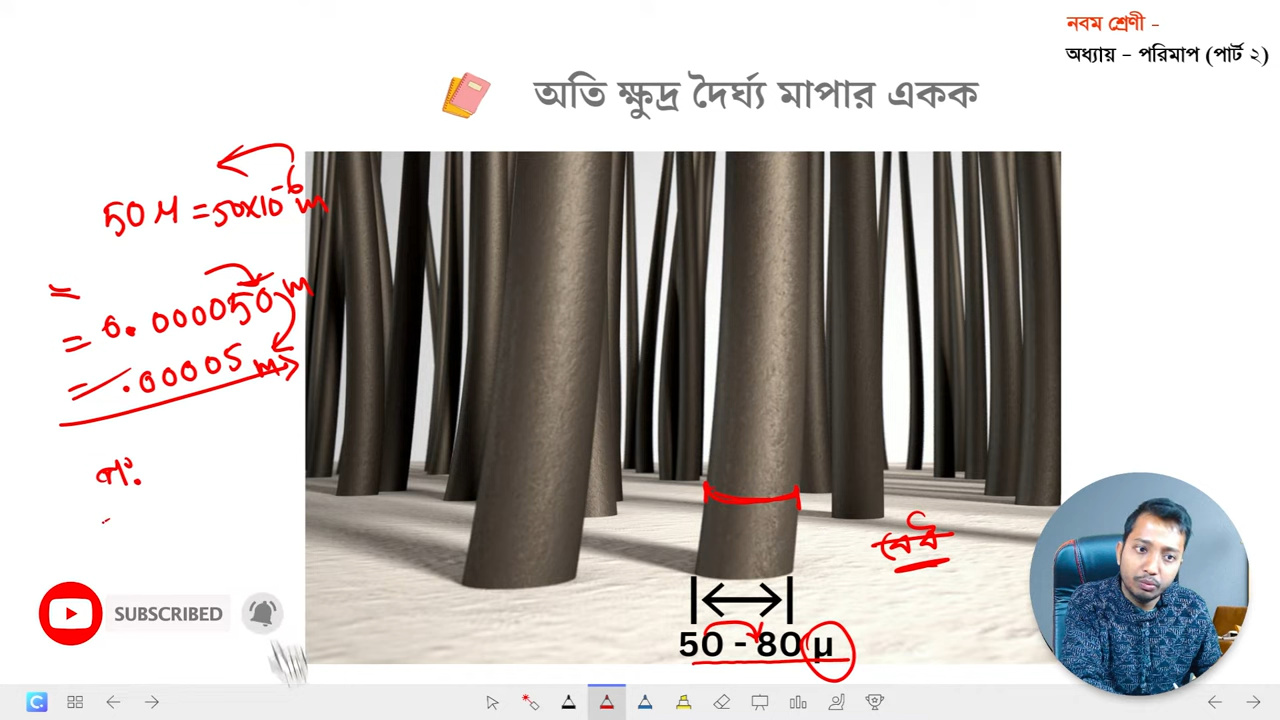 নবম শ্রেণী -
অধ্যায় - পরিমাপ (পার্ট ২)
অতি ক্ষুদ্র দৈর্ঘ্য মাপার একক
50 μ = 50×10⁻⁶ m
=
= 0.000050 m
= .00005 m
বেধ
50 - 80 μ
SUBSCRIBED